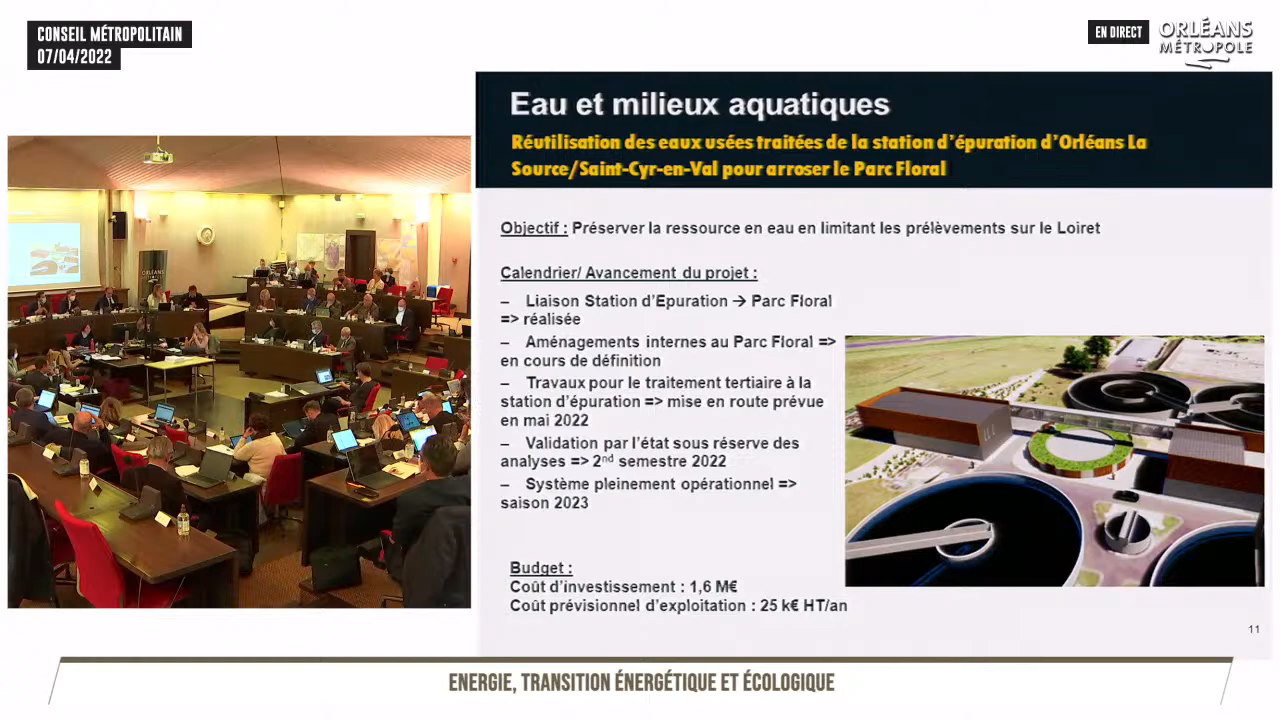 CONSEIL MÉTROPOLITAIN
07/04/2022
EN DIRECT
ORLÉANS
MÉTROPOLE
Eau et milieux aquatiques
Réutilisation des eaux usées traitées de la station d'épuration d'Orléans La
Source/Saint-Cyr-en-Val pour arroser le Parc Floral
Objectif : Préserver la ressource en eau en limitant les prélèvements sur le Loiret
Calendrier/ Avancement du projet :
– Liaison Station d'Epuration → Parc Floral
=> réalisée
– Aménagements internes au Parc Floral =>
en cours de définition
– Travaux pour le traitement tertiaire à la
station d'épuration => mise en route prévue
en mai 2022
– Validation par l'état sous réserve des
analyses => 2nd semestre 2022
– Système pleinement opérationnel =>
saison 2023
Budget :
Coût d'investissement : 1,6 M€
Coût prévisionnel d'exploitation : 25 k€ HT/an
11
ORLÉANS
ENERGIE, TRANSITION ÉNERGÉTIQUE ET ÉCOLOGIQUE